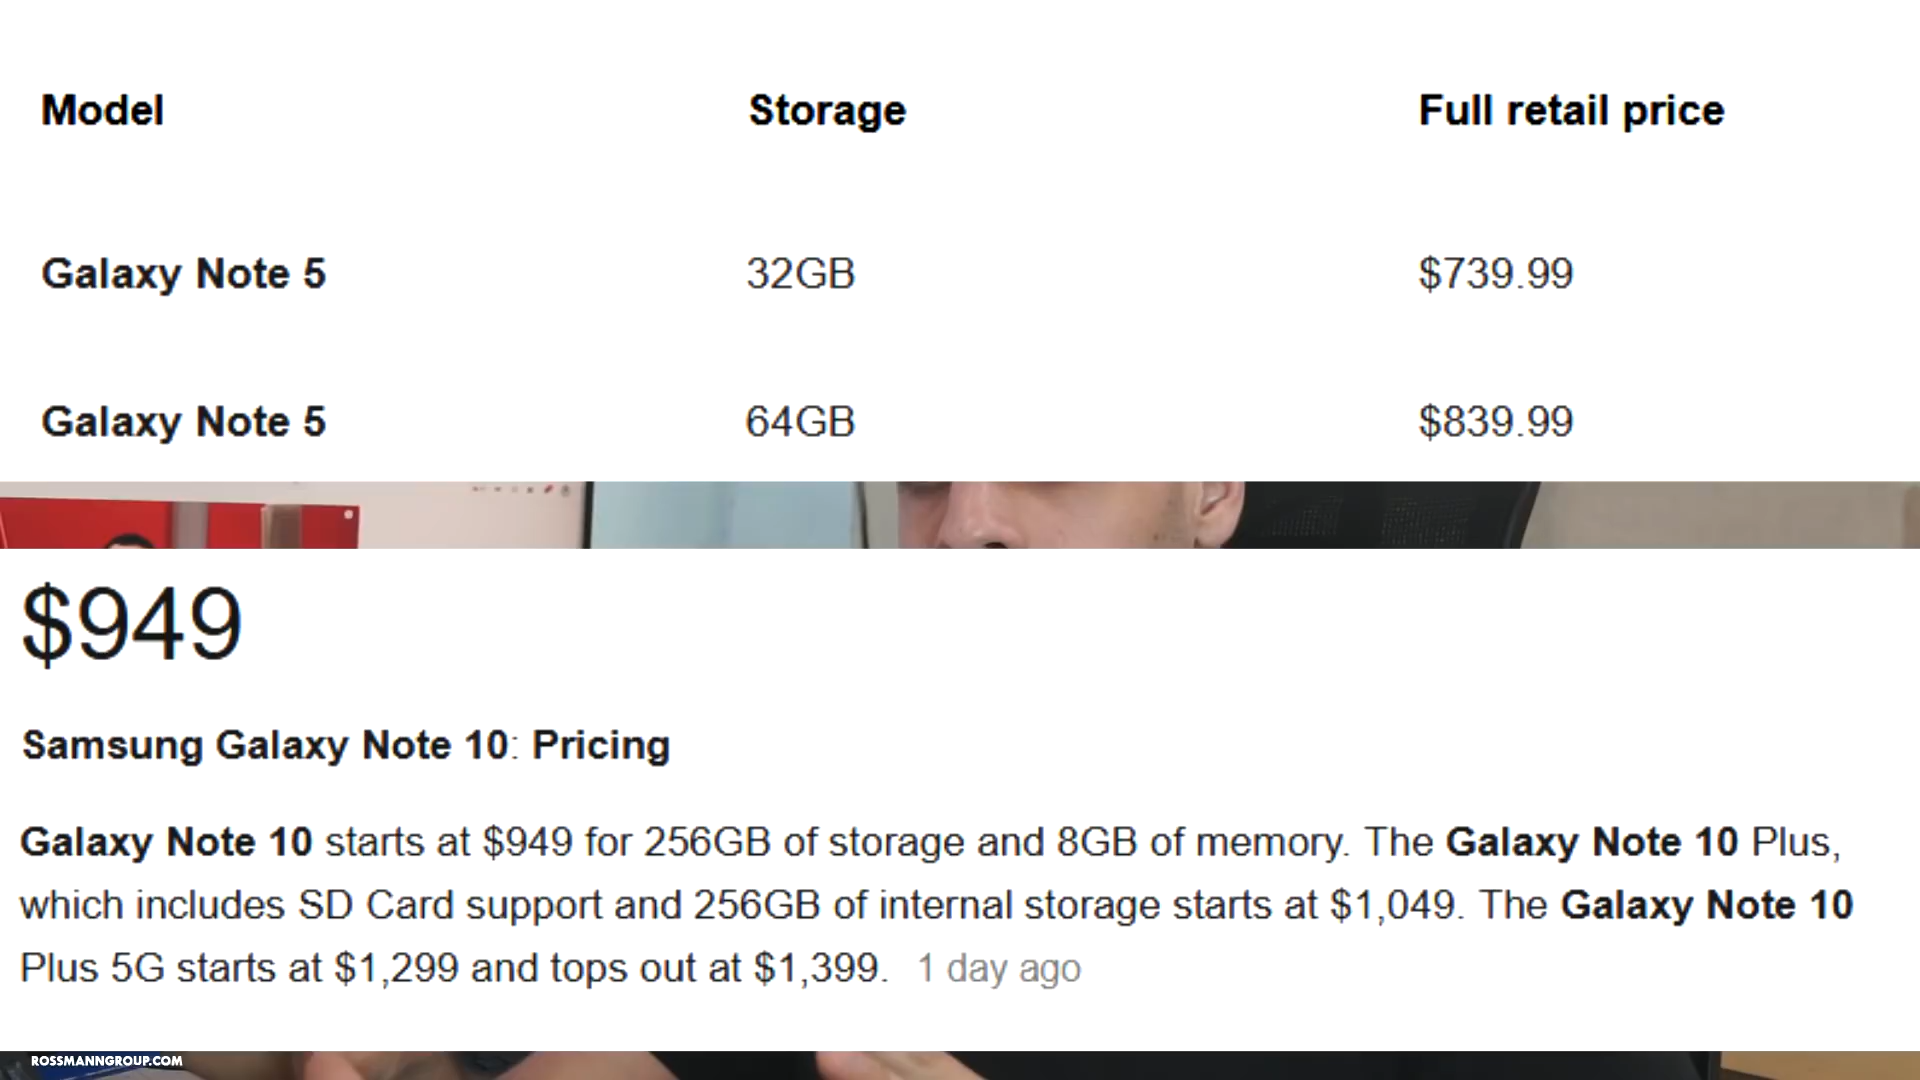 Model Storage Full retail price
Galaxy Note 5 32GB $739.99
Galaxy Note 5 64GB $839.99
$949
Samsung Galaxy Note 10: Pricing
Galaxy Note 10 starts at $949 for 256GB of storage and 8GB of memory. The Galaxy Note 10 Plus,
which includes SD Card support and 256GB of internal storage starts at $1,049. The Galaxy Note 10
Plus 5G starts at $1,299 and tops out at $1,399. 1 day ago
ROSSMANNGROUP.COM